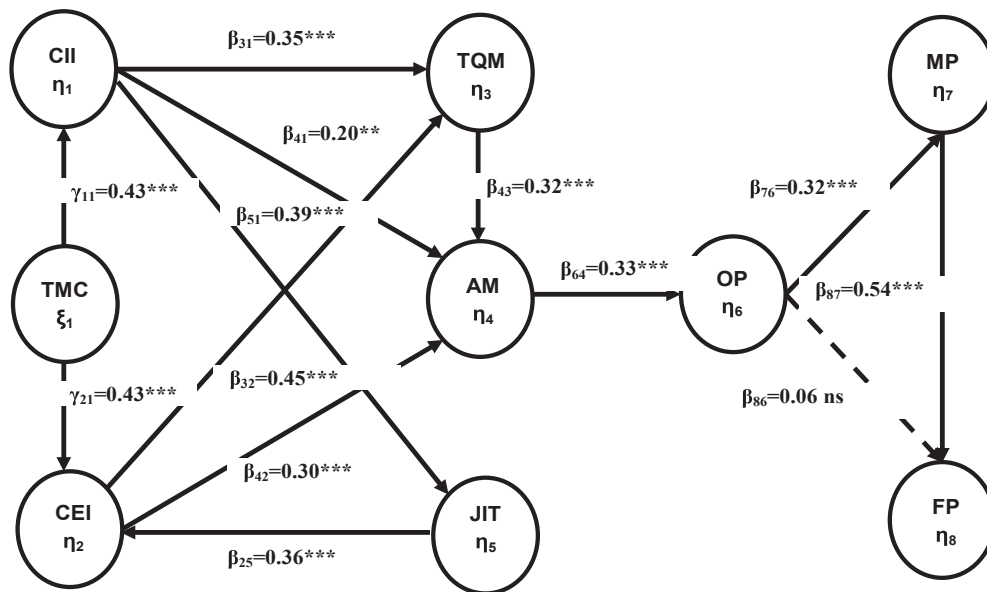 CII
η₁
β₃₁=0.35***
TQM
η₃
MP
η₇
β₄₁=0.20**
γ₁₁=0.43***
β₅₁=0.39***
β₄₃=0.32***
β₇₆=0.32***
TMC
ξ₁
AM
η₄
β₆₄=0.33***
OP
η₆
β₈₇=0.54***
γ₂₁=0.43***
β₃₂=0.45***
β₈₆=0.06 ns
β₄₂=0.30***
CEI
η₂
β₂₅=0.36***
JIT
η₅
FP
η₈